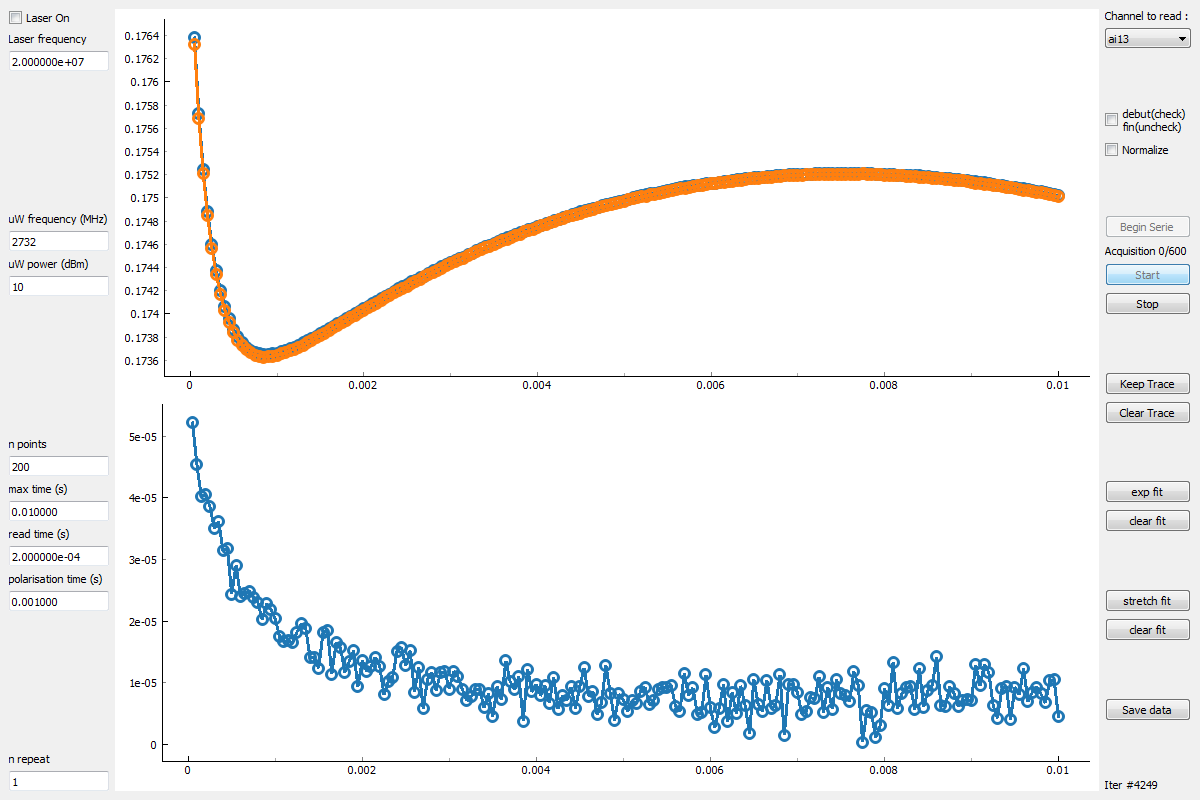 Laser On
Laser frequency
2.000000e+07
uW frequency (MHz)
2732
uW power (dBm)
10
n points
200
max time (s)
0.010000
read time (s)
2.000000e-04
polarisation time (s)
0.001000
n repeat
1
0.1764
0.1762
0.176
0.1758
0.1756
0.1754
0.1752
0.175
0.1748
0.1746
0.1744
0.1742
0.174
0.1738
0.1736
0 0.002 0.004 0.006 0.008 0.01
5e-05
4e-05
3e-05
2e-05
1e-05
0
0 0.002 0.004 0.006 0.008 0.01
Channel to read :
ai13
debut(check)
fin(uncheck)
Normalize
Begin Serie
Acquisition 0/600
Start
Stop
Keep Trace
Clear Trace
exp fit
clear fit
stretch fit
clear fit
Save data
Iter #4249